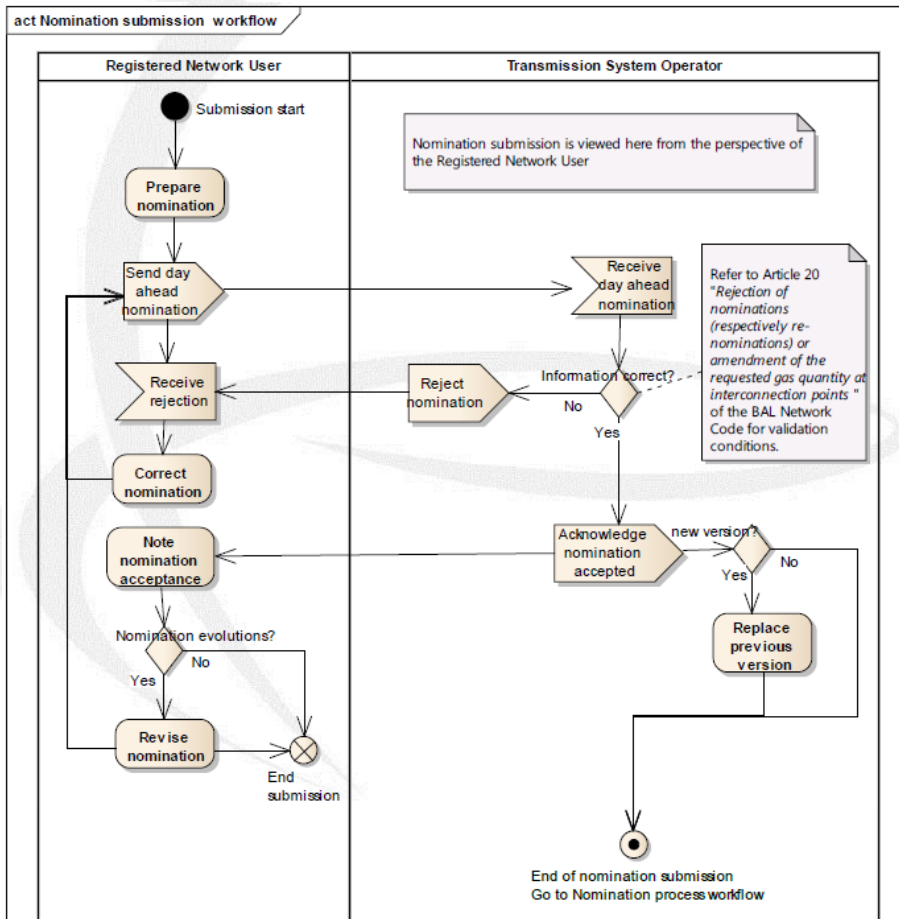 act Nomination submission workflow
Registered Network User
Transmission System Operator
Submission start
Nomination submission is viewed here from the perspective of
the Registered Network User
Prepare
nomination
Send day
ahead
nomination
Receive
day ahead
nomination
Refer to Article 20
"Rejection of
nominations
(respectively re-
nominations) or
amendment of the
requested gas quantity at
interconnection points "
of the BAL Network
Code for validation
conditions.
Receive
rejection
Reject
nomination
Information correct?
No
Yes
Correct
nomination
Note
nomination
acceptance
Acknowledge
nomination
accepted
new version?
Yes
No
Replace
previous
version
Nomination evolutions?
No
Yes
Revise
nomination
End
submission
End of nomination submission
Go to Nomination process workflow